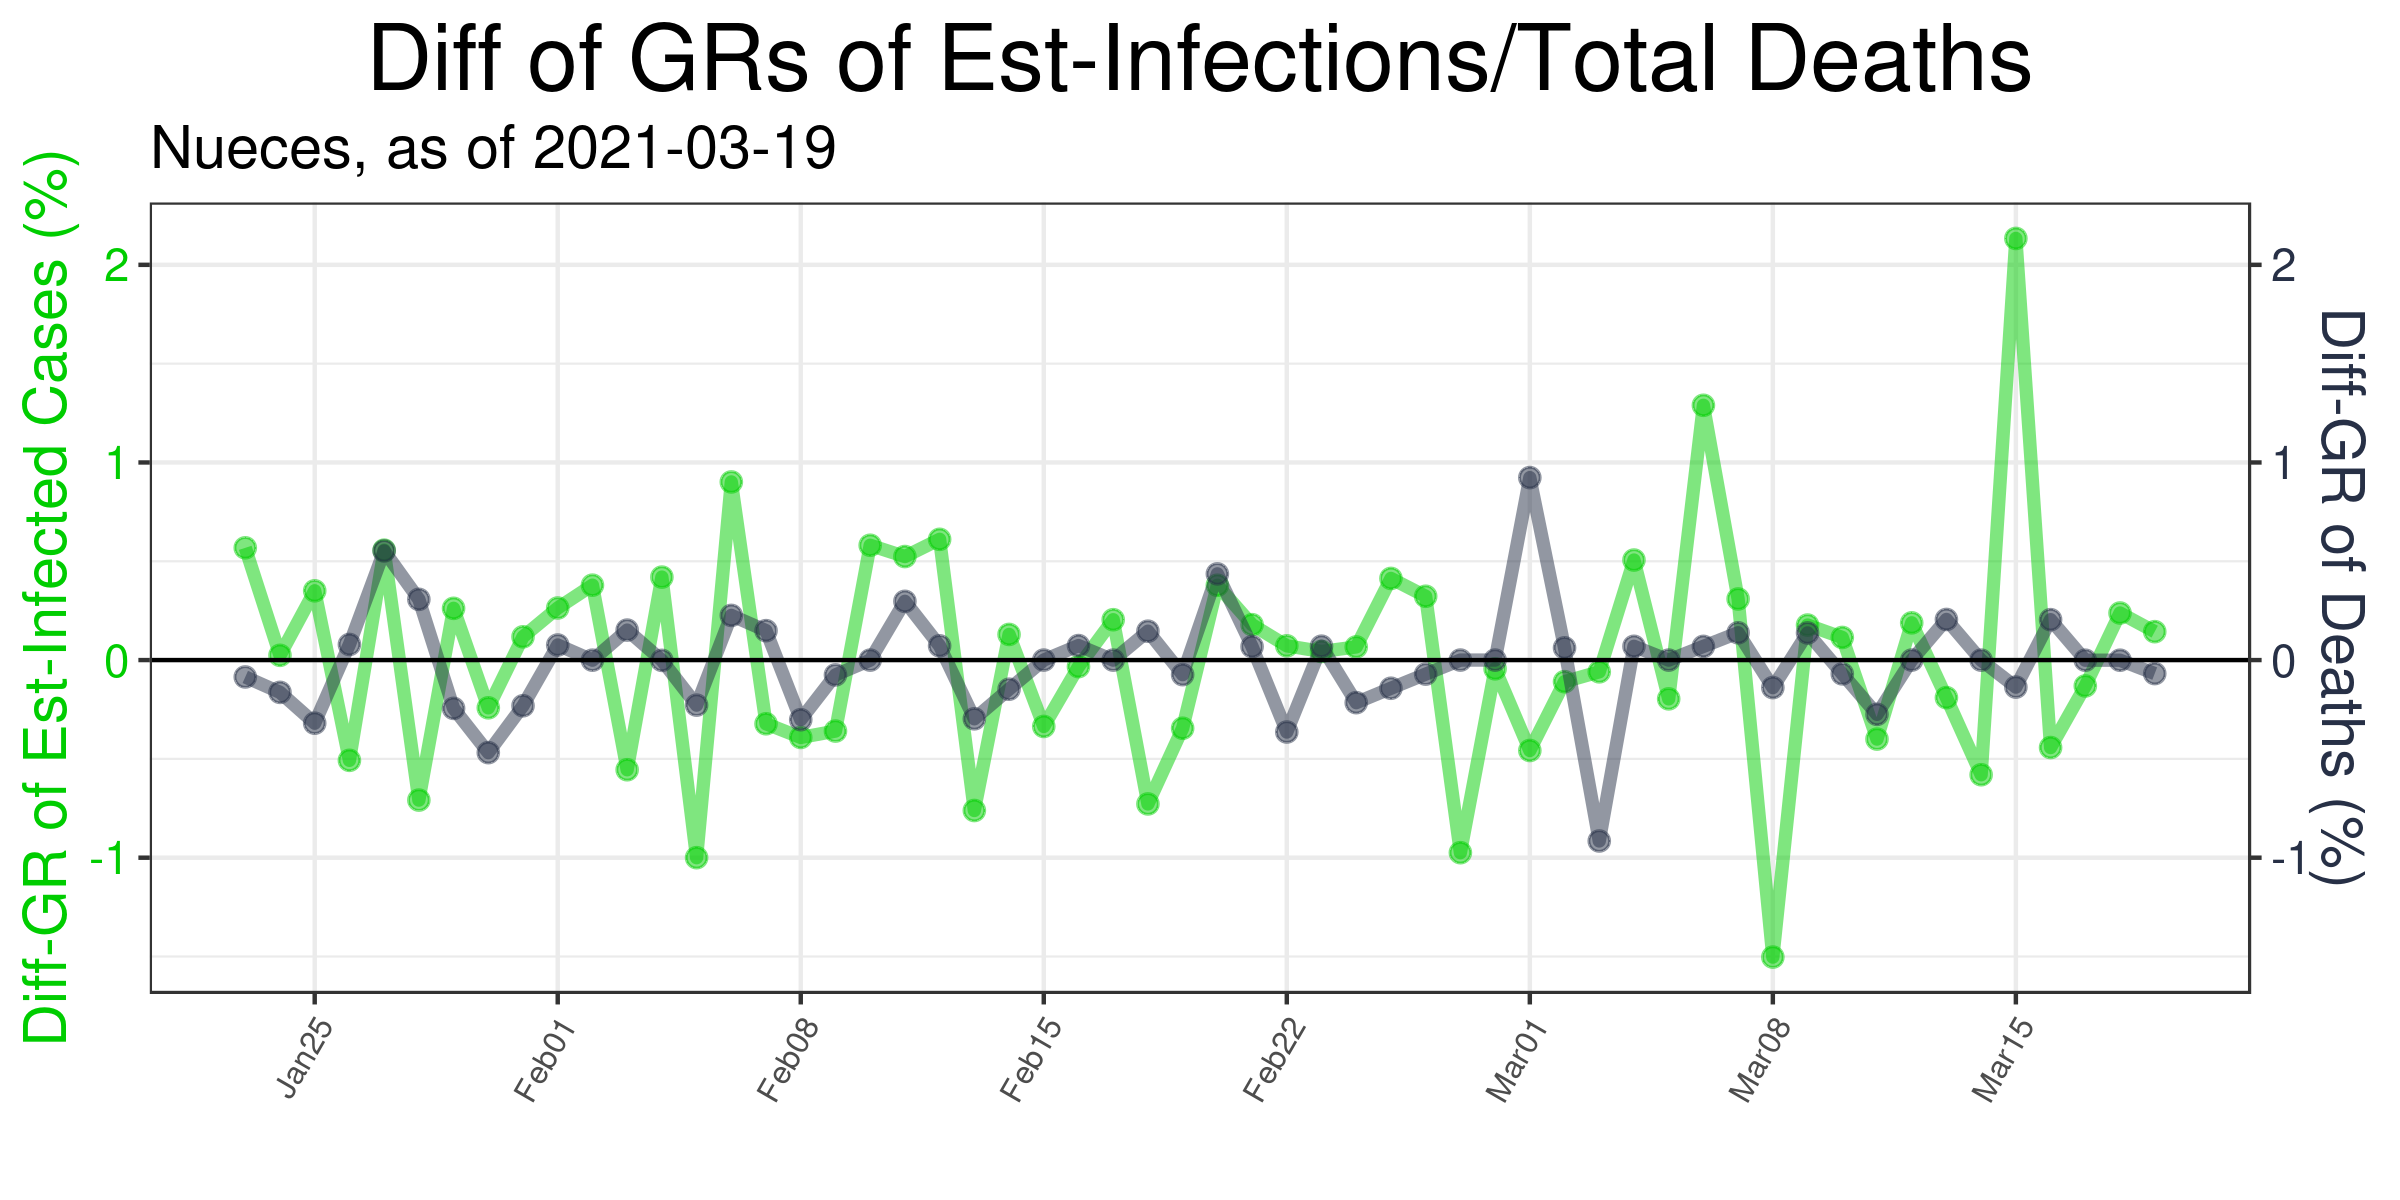 Diff of GRs of Est-Infections/Total Deaths
Nueces, as of 2021-03-19
Diff-GR of Est-Infected Cases (%)
2
1
0
-1
2
1
0
-1
Diff-GR of Deaths (%)
Jan25
Feb01
Feb08
Feb15
Feb22
Mar01
Mar08
Mar15